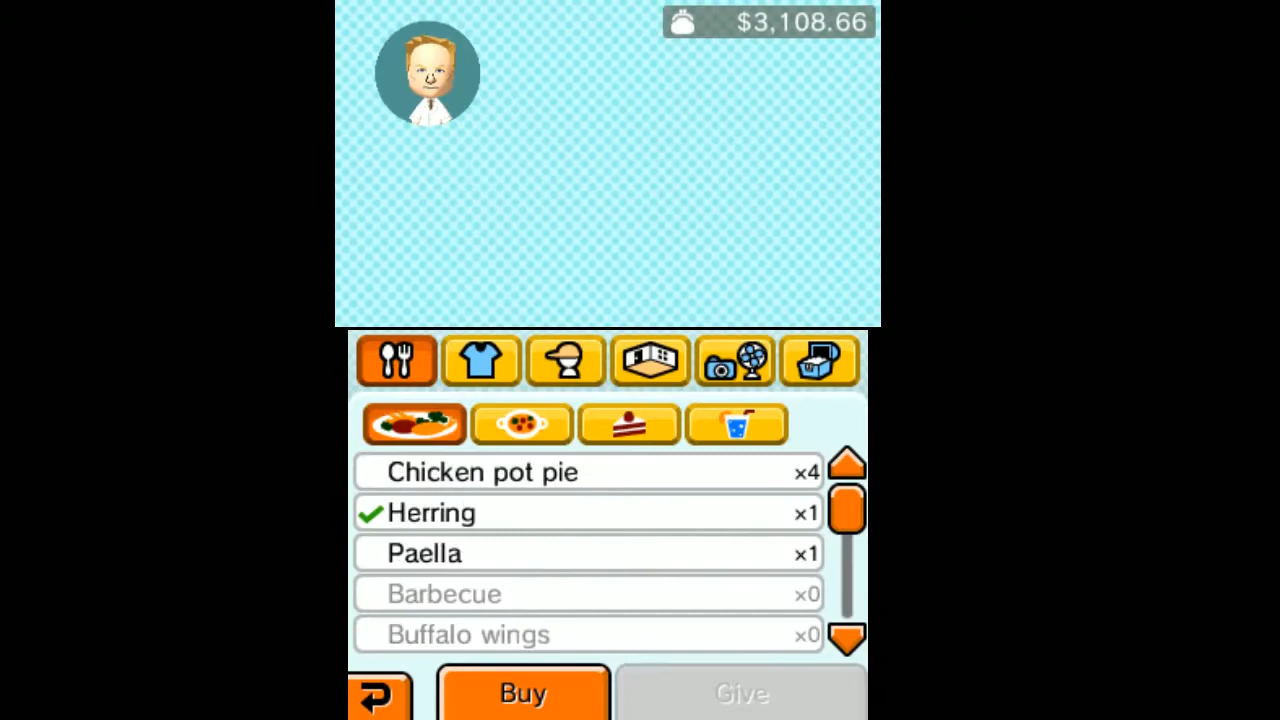 $3,108.66
Chicken pot pie ×4
Herring ×1
Paella ×1
Barbecue ×0
Buffalo wings ×0
Buy Give